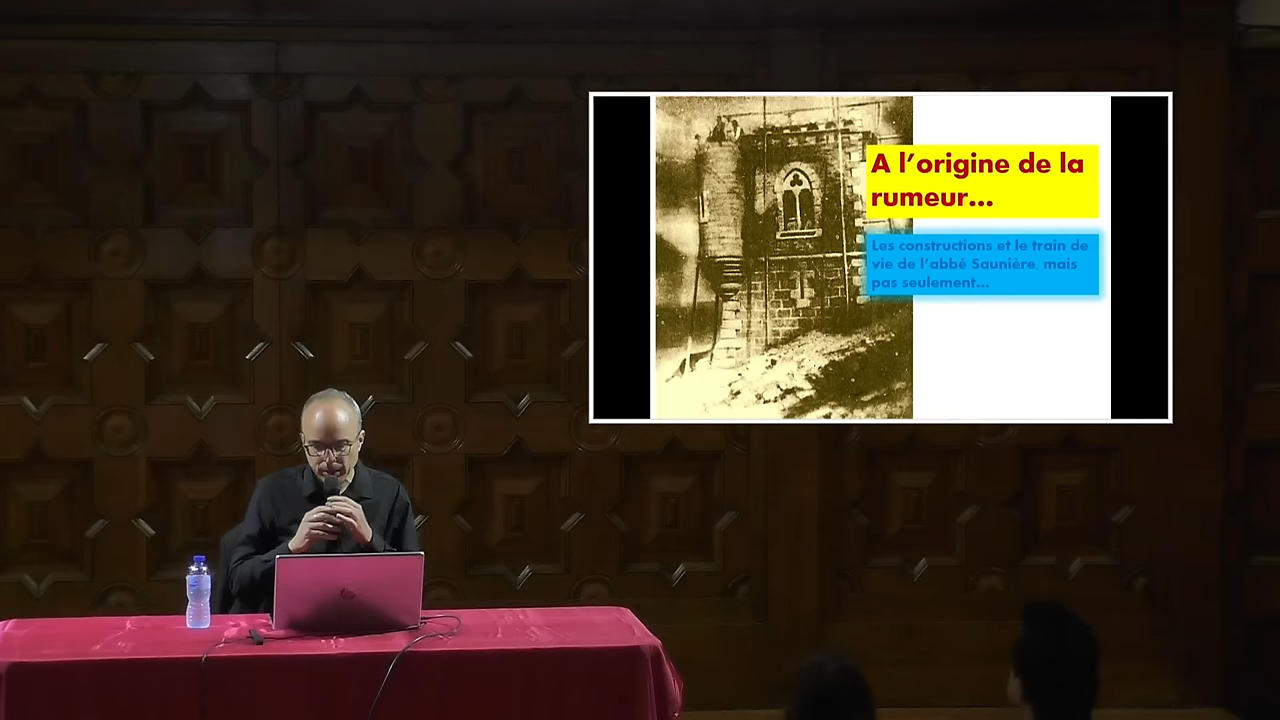 A l'origine de la
rumeur...
Les constructions et le train de
vie de l'abbé Saunière, mais
pas seulement...